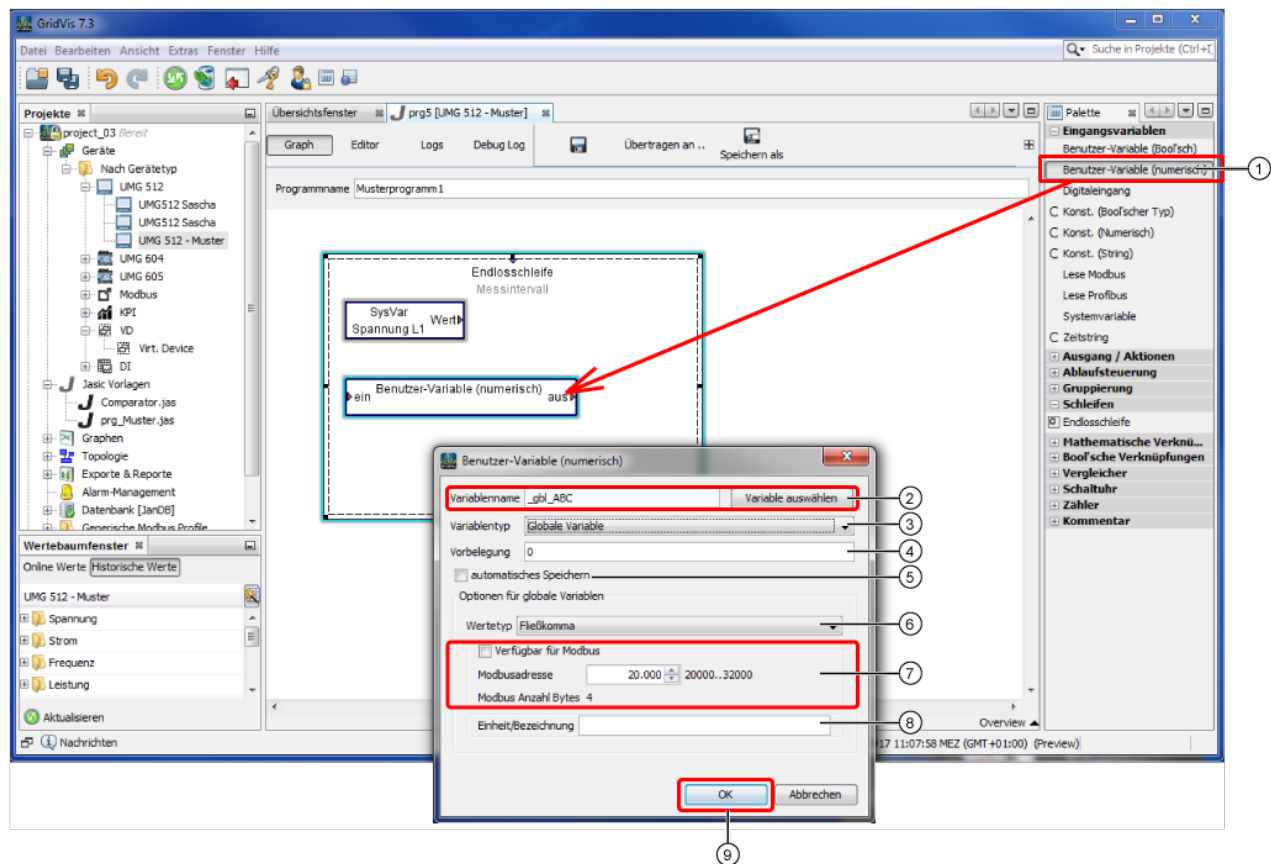 GridVis 7.3
Datei Bearbeiten Ansicht Extras Fenster Hilfe
Suche in Projekte (Ctrl+I
Projekte
project_03 Bereit
Geräte
Nach Gerätetyp
UMG 512
UMG512 Sascha
UMG512 Sascha
UMG 512 - Muster
UMG 604
UMG 605
Modbus
KPI
VD
Virt. Device
DI
Jasic Vorlagen
Comparator.jas
prg_Muster.jas
Graphen
Topologie
Exporte & Reporte
Alarm-Management
Datenbank [JanDB]
Generische Modbus Profile
Wertebaumfenster
Online Werte Historische Werte
UMG 512 - Muster
Spannung
Strom
Frequenz
Leistung
Aktualisieren
Nachrichten
Übersichtsfenster prg5 [UMG 512 - Muster]
Graph Editor Logs Debug Log Übertragen an .. Speichern als
Programmname Musterprogramm1
Endlosschleife
Messintervall
SysVar
Spannung L1 Wert
Benutzer-Variable (numerisch)
ein aus
Overview
17 11:07:58 MEZ (GMT+01:00) (Preview)
Palette
Eingangsvariablen
Benutzer-Variable (Bool'sch)
Benutzer-Variable (numerisch) 1
Digitaleingang
C Konst. (Bool'scher Typ)
C Konst. (Numerisch)
C Konst. (String)
Lese Modbus
Lese Profibus
Systemvariable
C Zeitstring
Ausgang / Aktionen
Ablaufsteuerung
Gruppierung
Schleifen
Endlosschleife
Mathematische Verknü...
Bool'sche Verknüpfungen
Vergleicher
Schaltuhr
Zähler
Kommentar
Benutzer-Variable (numerisch)
Variablenname _gbl_ABC Variable auswählen 2
Variablentyp Globale Variable 3
Vorbelegung 0 4
automatisches Speichern 5
Optionen für globale Variablen
Wertetyp Fließkomma 6
Verfügbar für Modbus
Modbusadresse 20.000 20000..32000 7
Modbus Anzahl Bytes 4
Einheit/Bezeichnung 8
OK Abbrechen
9